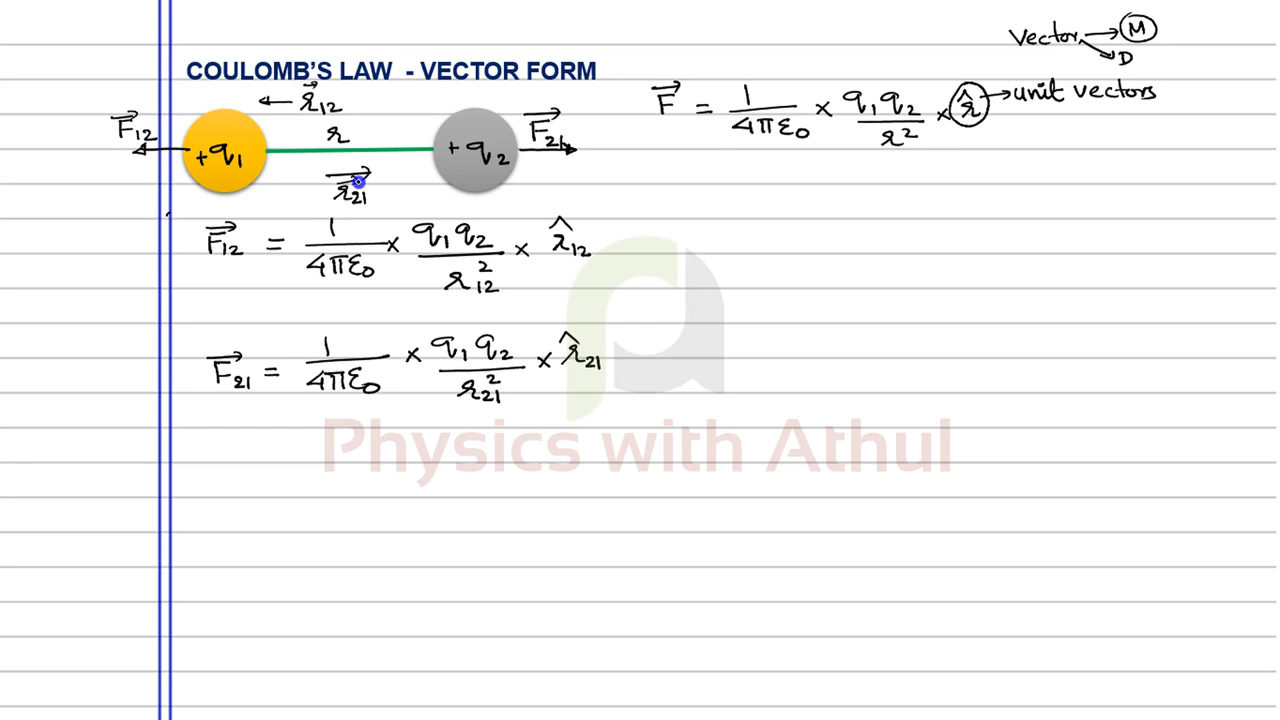 Vector → M
→ D
COULOMB'S LAW - VECTOR FORM
← r⃗12
F⃗ = 1/4πε0 × q1q2/r² × r̂ → unit vectors
F⃗12
+q1
r
+q2
F⃗21
r⃗21
F⃗12 = 1/4πε0 × q1q2/r12² × r̂12
F⃗21 = 1/4πε0 × q1q2/r21² × r̂21
Physics with Athul